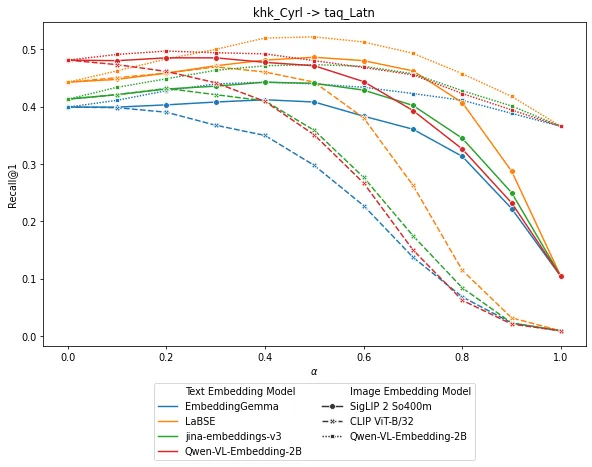 khk_Cyrl -> taq_Latn
Recall@1
0.5
0.4
0.3
0.2
0.1
0.0
0.0 0.2 0.4 0.6 0.8 1.0
α
Text Embedding Model
EmbeddingGemma
LaBSE
jina-embeddings-v3
Qwen-VL-Embedding-2B
Image Embedding Model
SigLIP 2 So400m
CLIP ViT-B/32
Qwen-VL-Embedding-2B